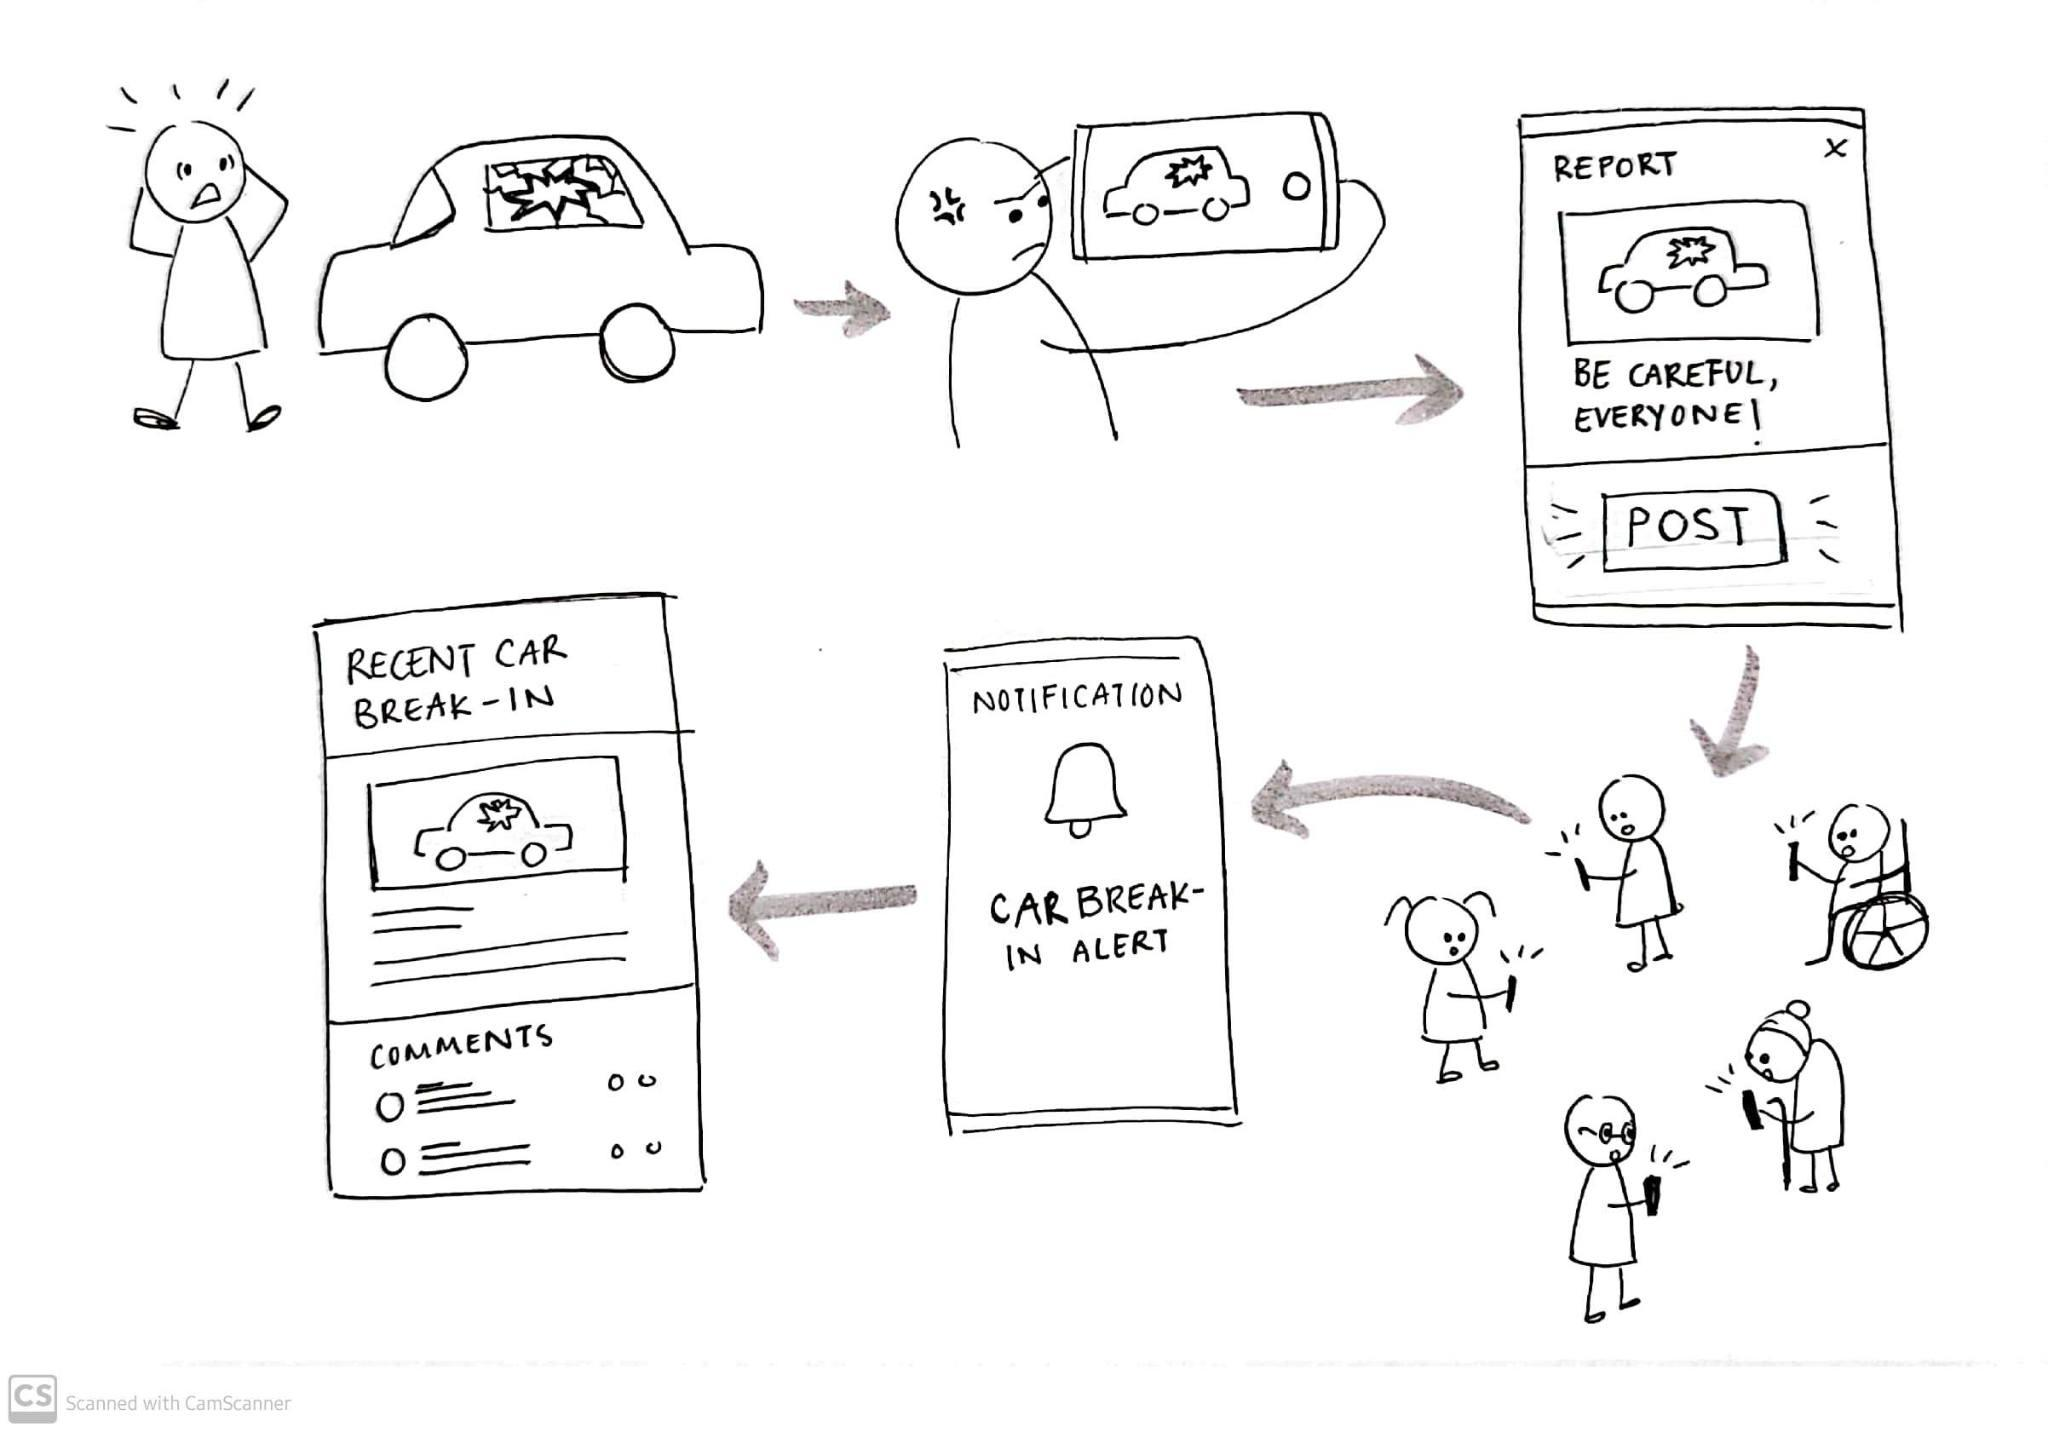 REPORT X
BE CAREFUL,
EVERYONE!
POST
NOTIFICATION
CAR BREAK-
IN ALERT
RECENT CAR
BREAK-IN
COMMENTS
CS Scanned with CamScanner